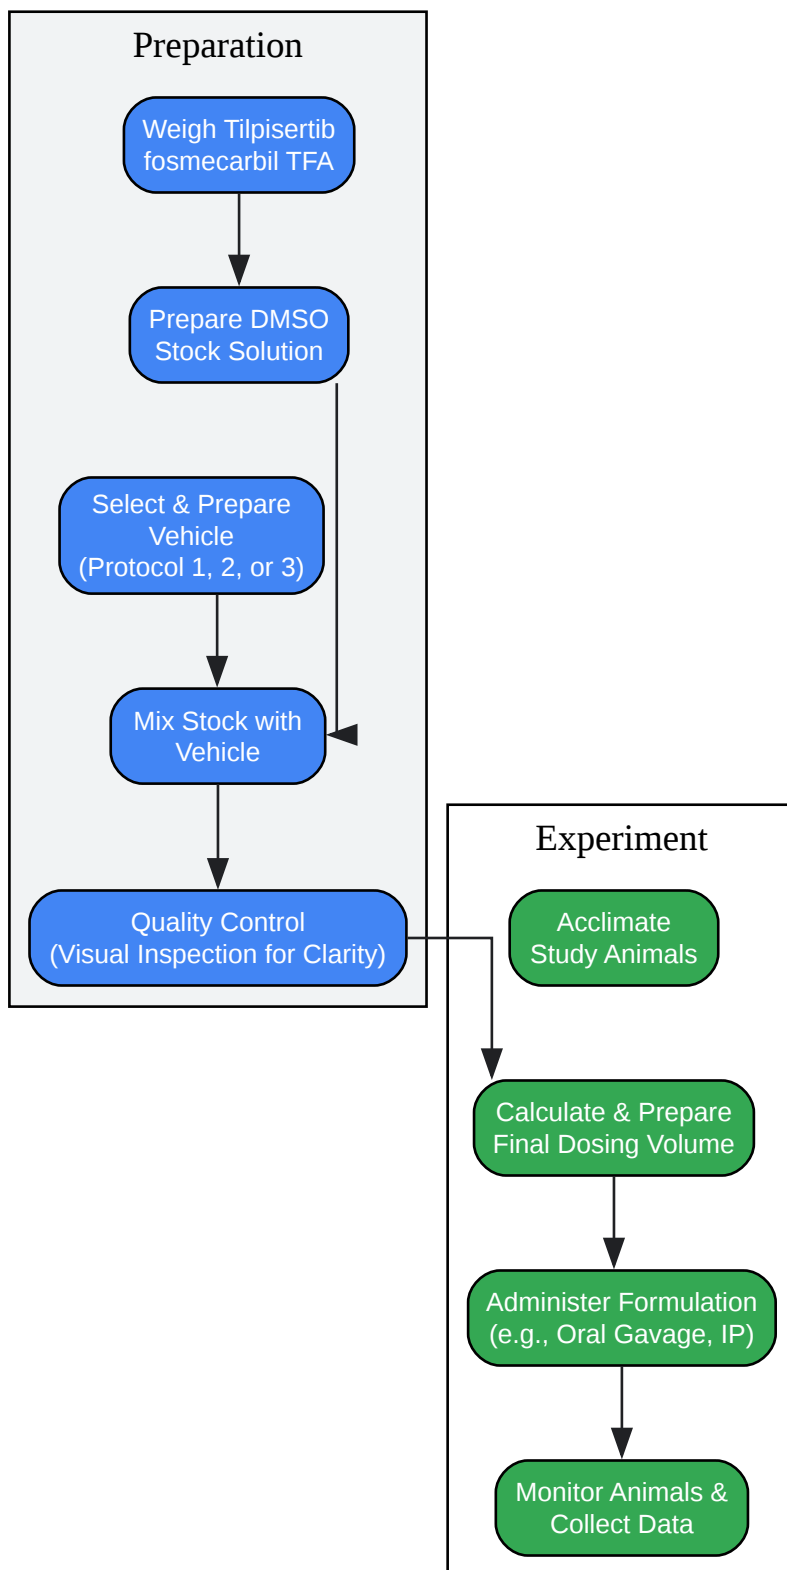 Preparation
Weigh Tilpisertib
fosmecarbil TFA
Prepare DMSO
Stock Solution
Select & Prepare
Vehicle
(Protocol 1, 2, or 3)
Mix Stock with
Vehicle
Quality Control
(Visual Inspection for Clarity)
Experiment
Acclimate
Study Animals
Calculate & Prepare
Final Dosing Volume
Administer Formulation
(e.g., Oral Gavage, IP)
Monitor Animals &
Collect Data